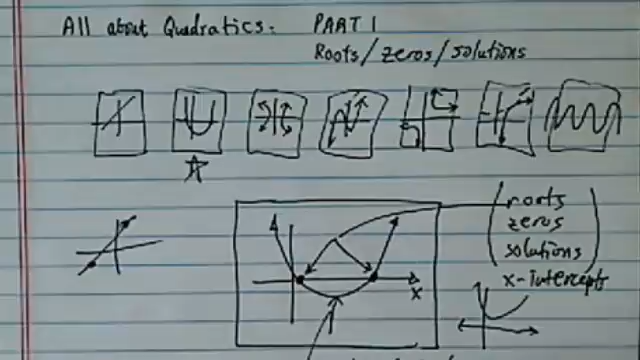 All about Quadratics: PART 1
Roots/zeros/solutions
roots
zeros
solutions
x-intercepts
x